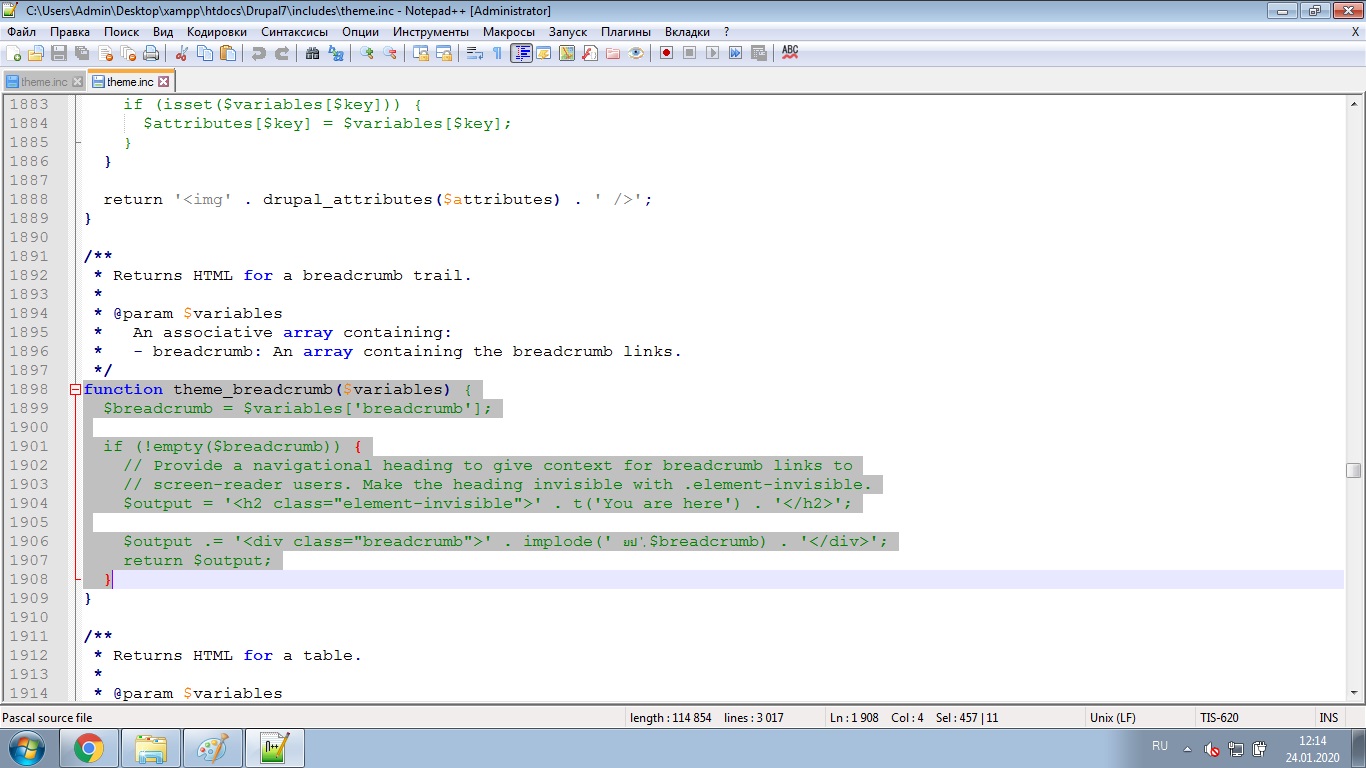 C:\Users\Admin\Desktop\xampp\htdocs\Drupal7\includes\theme.inc - Notepad++ [Administrator]
Файл Правка Поиск Вид Кодировки Синтаксисы Опции Инструменты Макросы Запуск Плагины Вкладки ? X
theme.inc theme.inc
1883 if (isset($variables[$key])) {
1884 $attributes[$key] = $variables[$key];
1885 }
1886 }
1887
1888 return '<img' . drupal_attributes($attributes) . ' />';
1889 }
1890
1891 /**
1892 * Returns HTML for a breadcrumb trail.
1893 *
1894 * @param $variables
1895 * An associative array containing:
1896 * - breadcrumb: An array containing the breadcrumb links.
1897 */
1898 function theme_breadcrumb($variables) {
1899 $breadcrumb = $variables['breadcrumb'];
1900
1901 if (!empty($breadcrumb)) {
1902 // Provide a navigational heading to give context for breadcrumb links to
1903 // screen-reader users. Make the heading invisible with .element-invisible.
1904 $output = '<h2 class="element-invisible">' . t('You are here') . '</h2>';
1905
1906 $output .= '<div class="breadcrumb">' . implode(' $breadcrumb) . '</div>';
1907 return $output;
1908 }
1909 }
1910
1911 /**
1912 * Returns HTML for a table.
1913 *
1914 * @param $variables
Pascal source file length : 114 854 lines : 3 017 Ln : 1 908 Col : 4 Sel : 457 | 11 Unix (LF) TIS-620 INS
RU 12:14
24.01.2020